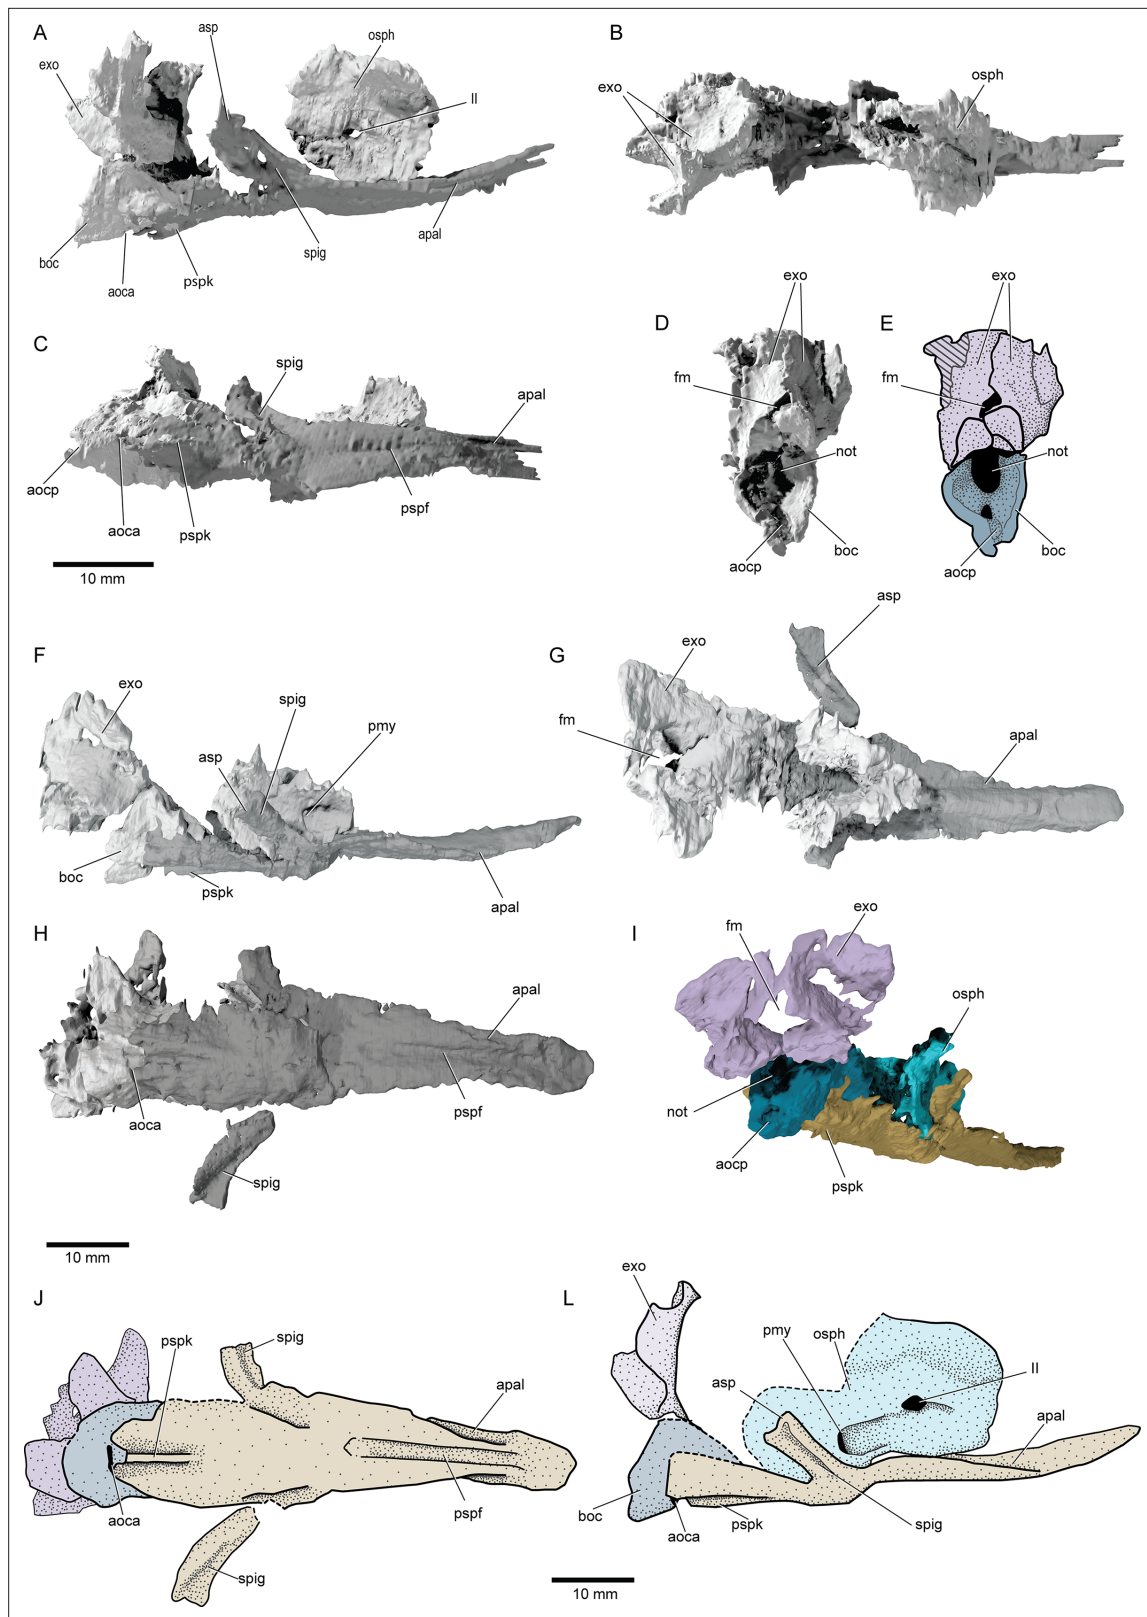 A
asp
osph
exo
II
boc
aoca
pspk
spig
apal
B
exo
osph
C
spig
apal
aocp
aoca
pspk
pspf
10 mm
D
exo
E
fm
fm
not
aocp
boc
aocp
boc
F
exo
spig
pmy
asp
boc
pspk
apal
G
asp
exo
fm
apal
H
apal
aoca
pspf
spig
10 mm
I
fm
exo
osph
not
aocp
pspk
J
pspk
spig
apal
aoca
pspf
spig
L
exo
pmy
osph
II
asp
apal
boc
aoca
pspk
spig
10 mm